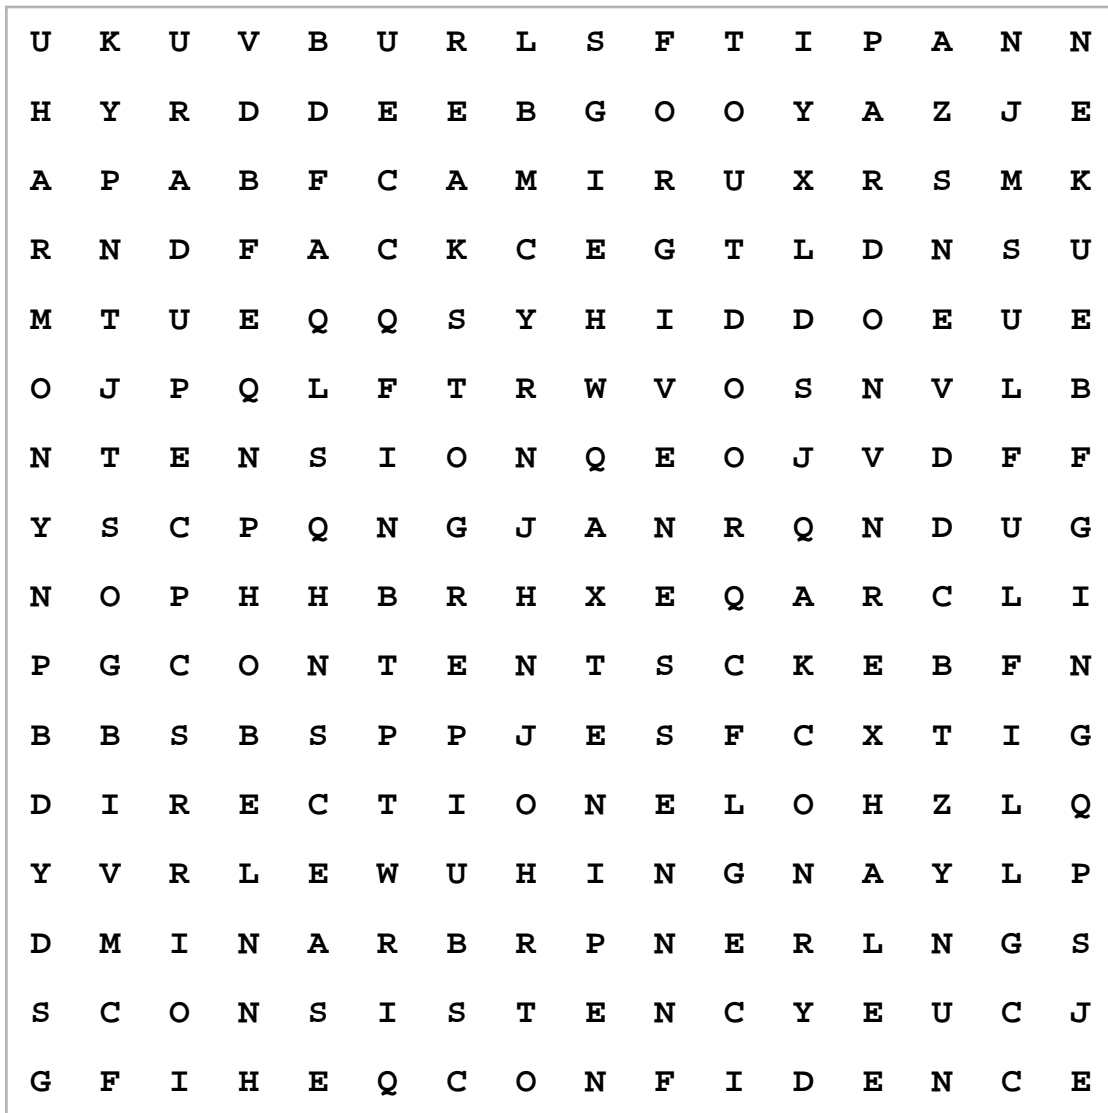 U K U V B U R L S F T I P A N N
H Y R D D E E B G O O Y A Z J E
A P A B F C A M I R U X R S M K
R N D F A C K C E G T L D N S U
M T U E Q Q S Y H I D D O E U E
O J P Q L F T R W V O S N V L B
N T E N S I O N Q E O J V D F F
Y S C P Q N G J A N R Q N D U G
N O P H H B R H X E Q A R C L I
P G C O N T E N T S C K E B F N
B B S B S P P J E S F C X T I G
D I R E C T I O N E L O H Z L Q
Y V R L E W U H I N G N A Y L P
D M I N A R B R P N E R L N G S
S C O N S I S T E N C Y E U C J
G F I H E Q C O N F I D E N C E